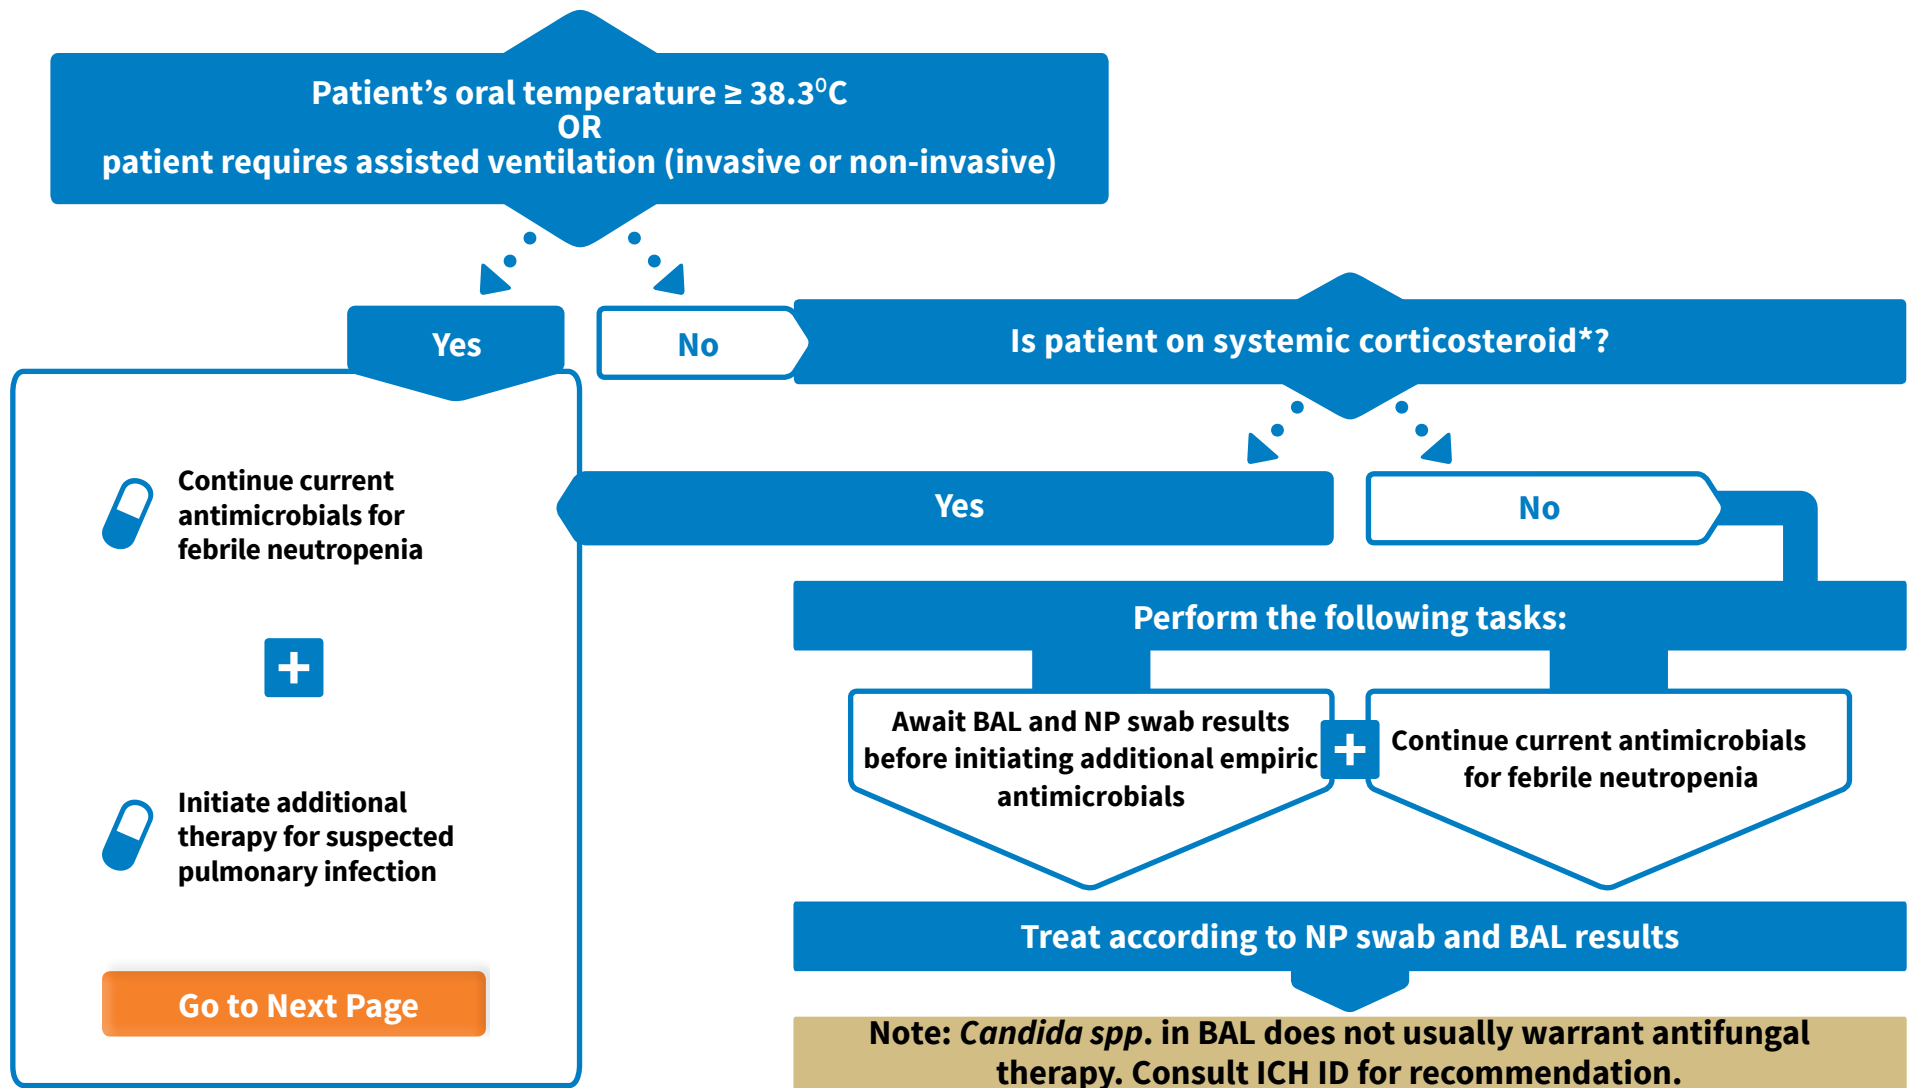 Patient’s oral temperature ≥ 38.3⁰C
OR
patient requires assisted ventilation (invasive or non-invasive)
Yes
No
Is patient on systemic corticosteroid*?
Continue current
antimicrobials for
febrile neutropenia
+
Initiate additional
therapy for suspected
pulmonary infection
Go to Next Page
Yes
No
Perform the following tasks:
Await BAL and NP swab results
before initiating additional empiric
antimicrobials
+
Continue current antimicrobials
for febrile neutropenia
Treat according to NP swab and BAL results
Note: Candida spp. in BAL does not usually warrant antifungal
therapy. Consult ICH ID for recommendation.